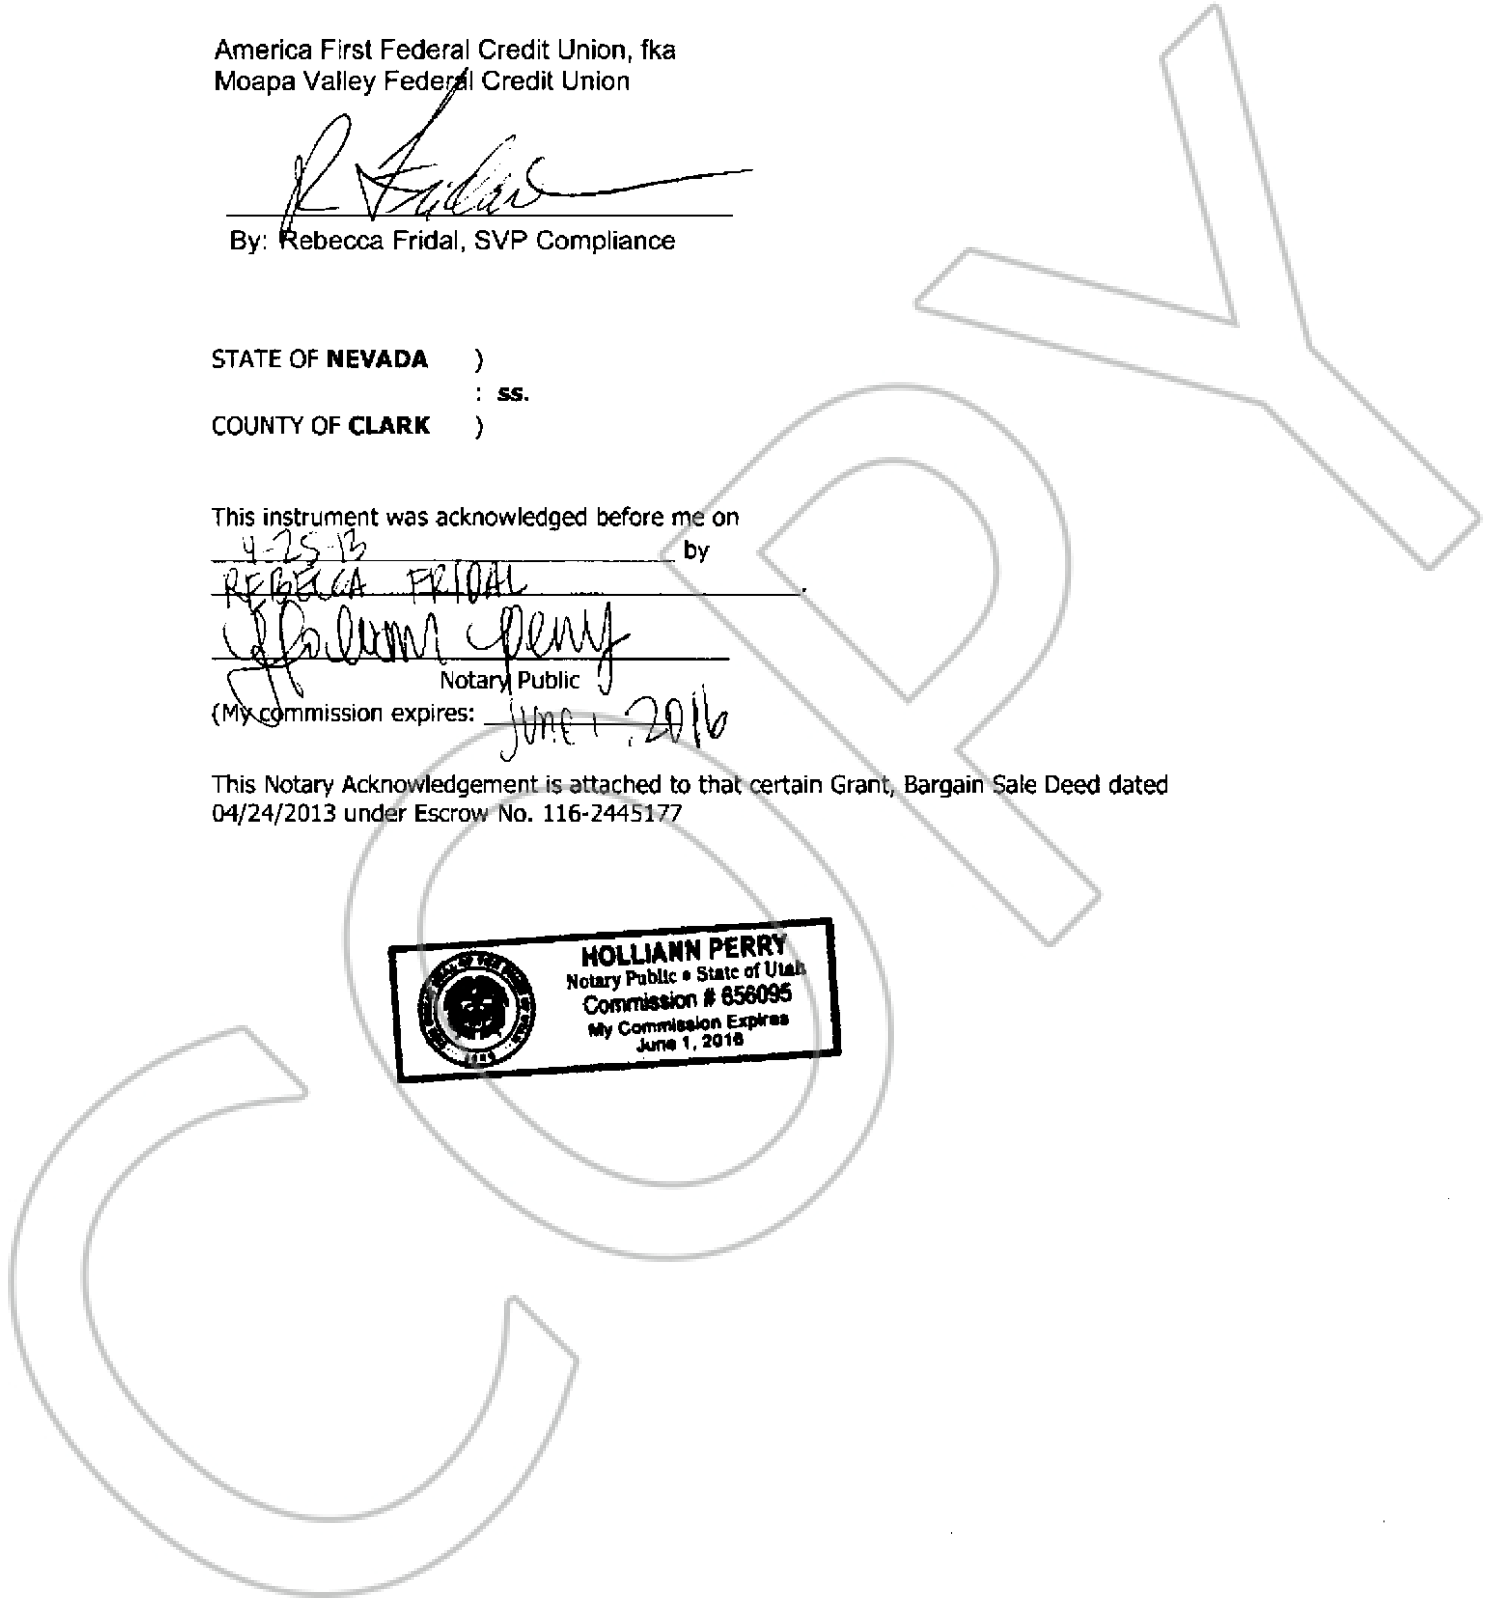 America First Federal Credit Union, fka
Moapa Valley Federal Credit Union
R Fridal
By: Rebecca Fridal, SVP Compliance
STATE OF NEVADA )
: ss.
COUNTY OF CLARK )
This instrument was acknowledged before me on
4-25-13 by
REBECCA FRIDAL.
Holliann Perry
Notary Public
(My commission expires: June 1, 2016
This Notary Acknowledgement is attached to that certain Grant, Bargain Sale Deed dated
04/24/2013 under Escrow No. 116-2445177
HOLLIANN PERRY
Notary Public • State of Utah
Commission # 656095
My Commission Expires
June 1, 2016
COPY